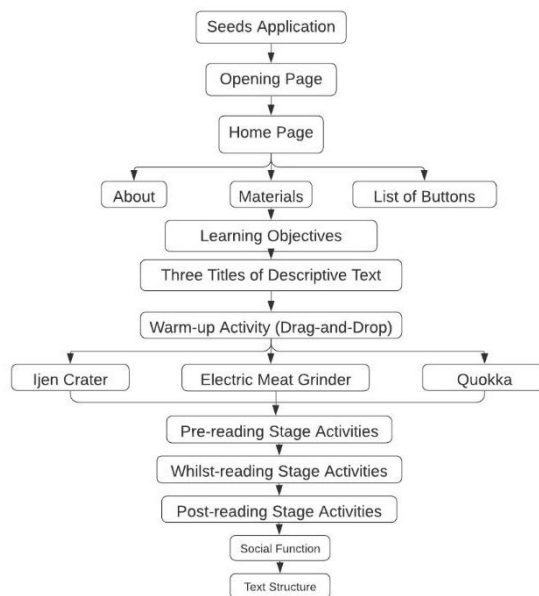 Seeds Application
Opening Page
Home Page
About
Materials
List of Buttons
Learning Objectives
Three Titles of Descriptive Text
Warm-up Activity (Drag-and-Drop)
Ijen Crater
Electric Meat Grinder
Quokka
Pre-reading Stage Activities
Whilst-reading Stage Activities
Post-reading Stage Activities
Social Function
Text Structure